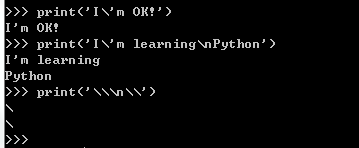 >>> print('I\'m OK!')
I'm OK!
>>> print('I\'m learning\nPython')
I'm learning
Python
>>> print('\\\n\\')
\
\
>>>